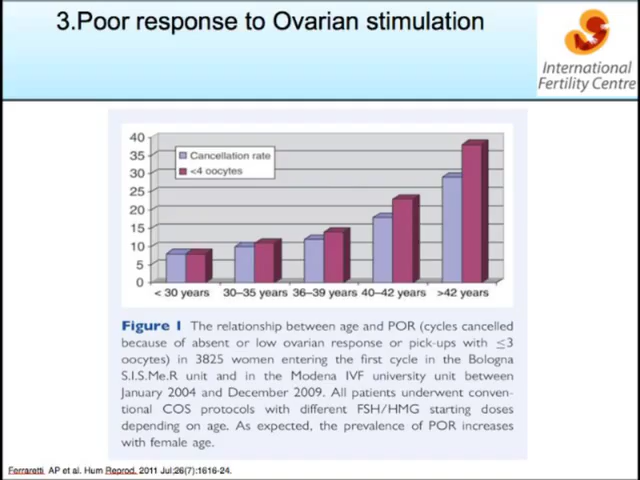 3.Poor response to Ovarian stimulation
International
Fertility Centre
40
35
30
25
20
15
10
5
0
Cancellation rate
<4 oocytes
< 30 years 30–35 years 36–39 years 40–42 years >42 years
Figure 1 The relationship between age and POR (cycles cancelled
because of absent or low ovarian response or pick-ups with ≤3
oocytes) in 3825 women entering the first cycle in the Bologna
S.I.S.Me.R unit and in the Modena IVF university unit between
January 2004 and December 2009. All patients underwent conven-
tional COS protocols with different FSH/HMG starting doses
depending on age. As expected, the prevalence of POR increases
with female age.
Ferraretti AP et al. Hum Reprod. 2011 Jul;26(7):1616-24.